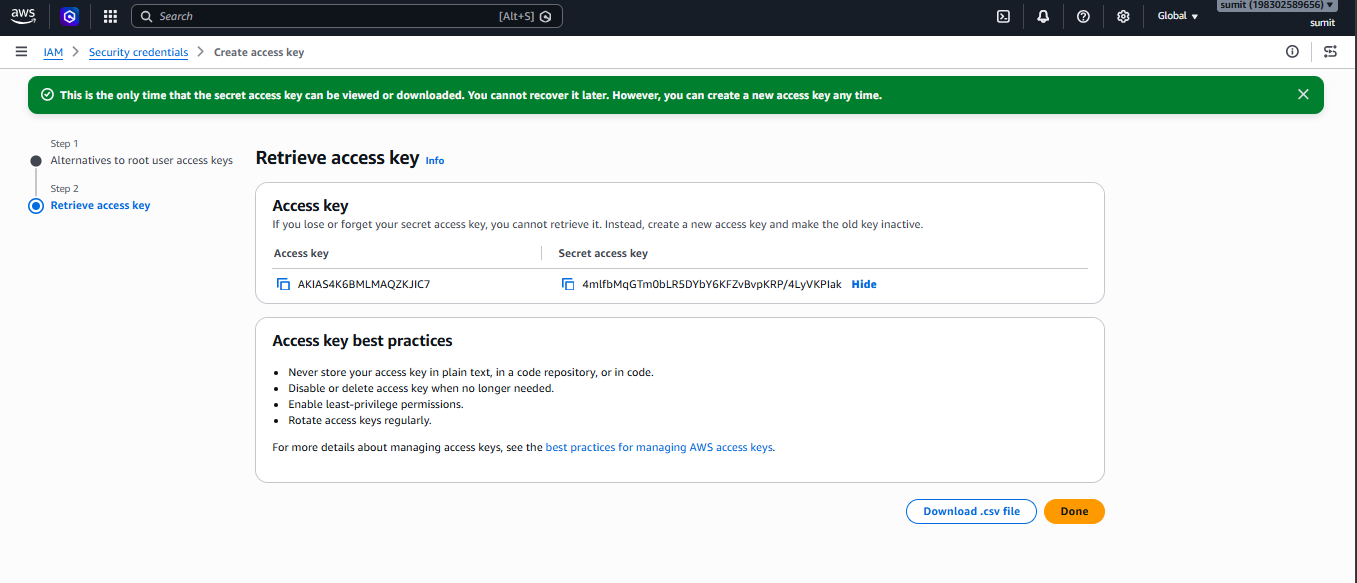 aws
Search
[Alt+S]
Global
sumit (198302589656)
sumit
IAM > Security credentials > Create access key
This is the only time that the secret access key can be viewed or downloaded. You cannot recover it later. However, you can create a new access key any time.
Step 1
Alternatives to root user access keys
Step 2
Retrieve access key
Retrieve access key Info
Access key
If you lose or forget your secret access key, you cannot retrieve it. Instead, create a new access key and make the old key inactive.
Access key Secret access key
AKIAS4K6BMLMAQZKJIC7 4mlfbMqGTm0bLR5DYbY6KFZvBvpKRP/4LyVKPIak Hide
Access key best practices
Never store your access key in plain text, in a code repository, or in code.
Disable or delete access key when no longer needed.
Enable least-privilege permissions.
Rotate access keys regularly.
For more details about managing access keys, see the best practices for managing AWS access keys.
Download .csv file
Done